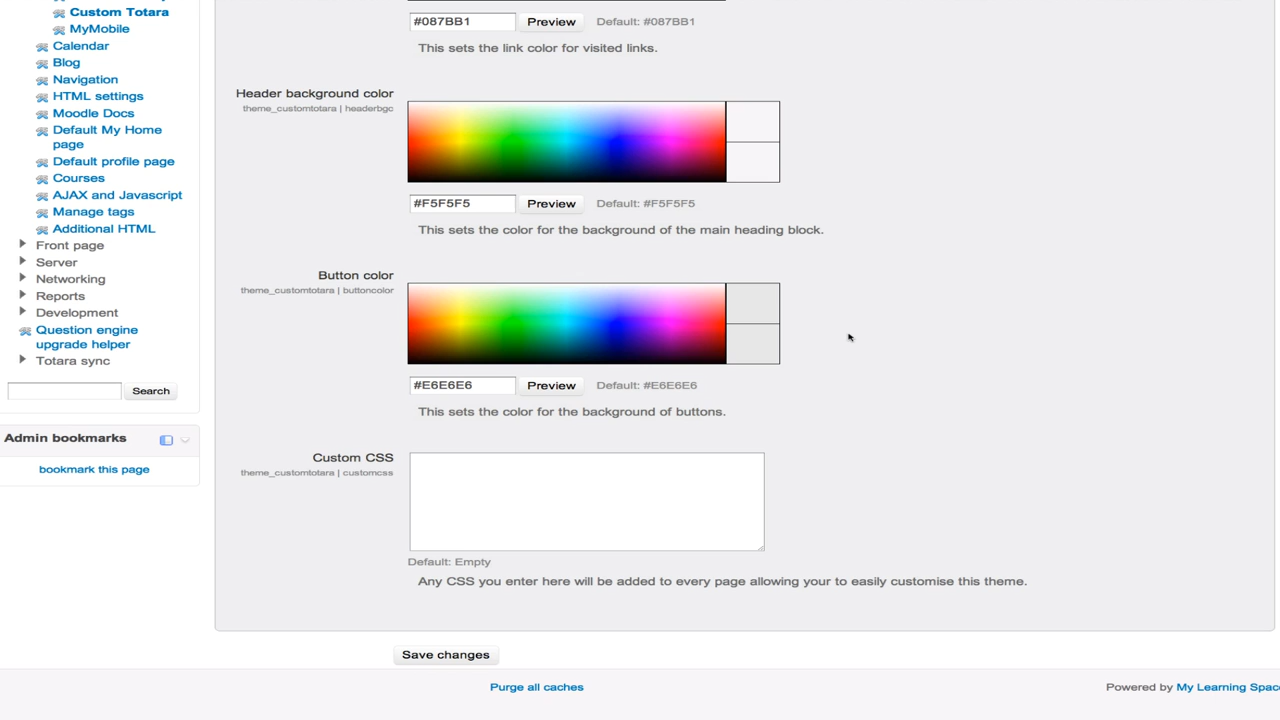 Custom Totara
MyMobile
Calendar
Blog
Navigation
HTML settings
Moodle Docs
Default My Home
page
Default profile page
Courses
AJAX and Javascript
Manage tags
Additional HTML
Front page
Server
Networking
Reports
Development
Question engine
upgrade helper
Totara sync
Search
Admin bookmarks
bookmark this page
#087BB1 Preview Default: #087BB1
This sets the link color for visited links.
Header background color
theme_customtotara | headerbgc
#F5F5F5 Preview Default: #F5F5F5
This sets the color for the background of the main heading block.
Button color
theme_customtotara | buttoncolor
#E6E6E6 Preview Default: #E6E6E6
This sets the color for the background of buttons.
Custom CSS
theme_customtotara | customcss
Default: Empty
Any CSS you enter here will be added to every page allowing your to easily customise this theme.
Save changes
Purge all caches
Powered by My Learning Spac